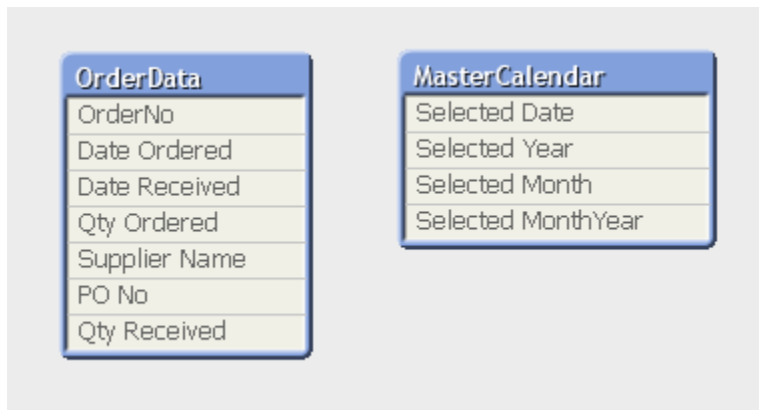 OrderData
OrderNo
Date Ordered
Date Received
Qty Ordered
Supplier Name
PO No
Qty Received
MasterCalendar
Selected Date
Selected Year
Selected Month
Selected MonthYear